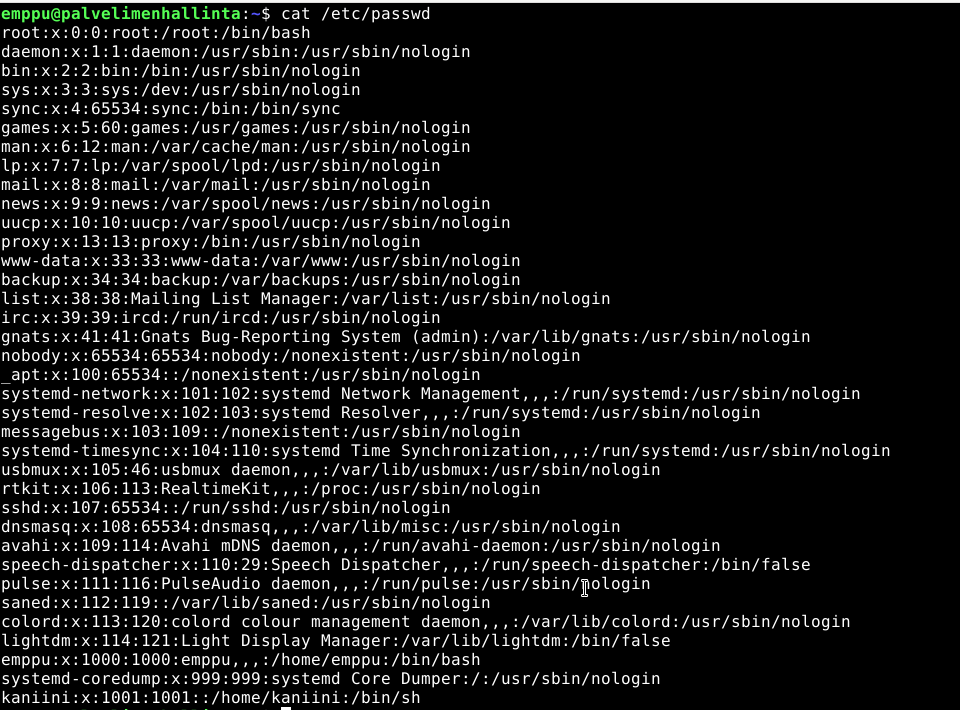 emppu@palvelimenhallinta:~$ cat /etc/passwd
root:x:0:0:root:/root:/bin/bash
daemon:x:1:1:daemon:/usr/sbin:/usr/sbin/nologin
bin:x:2:2:bin:/bin:/usr/sbin/nologin
sys:x:3:3:sys:/dev:/usr/sbin/nologin
sync:x:4:65534:sync:/bin:/bin/sync
games:x:5:60:games:/usr/games:/usr/sbin/nologin
man:x:6:12:man:/var/cache/man:/usr/sbin/nologin
lp:x:7:7:lp:/var/spool/lpd:/usr/sbin/nologin
mail:x:8:8:mail:/var/mail:/usr/sbin/nologin
news:x:9:9:news:/var/spool/news:/usr/sbin/nologin
uucp:x:10:10:uucp:/var/spool/uucp:/usr/sbin/nologin
proxy:x:13:13:proxy:/bin:/usr/sbin/nologin
www-data:x:33:33:www-data:/var/www:/usr/sbin/nologin
backup:x:34:34:backup:/var/backups:/usr/sbin/nologin
list:x:38:38:Mailing List Manager:/var/list:/usr/sbin/nologin
irc:x:39:39:ircd:/run/ircd:/usr/sbin/nologin
gnats:x:41:41:Gnats Bug-Reporting System (admin):/var/lib/gnats:/usr/sbin/nologin
nobody:x:65534:65534:nobody:/nonexistent:/usr/sbin/nologin
_apt:x:100:65534::/nonexistent:/usr/sbin/nologin
systemd-network:x:101:102:systemd Network Management,,,:/run/systemd:/usr/sbin/nologin
systemd-resolve:x:102:103:systemd Resolver,,,:/run/systemd:/usr/sbin/nologin
messagebus:x:103:109::/nonexistent:/usr/sbin/nologin
systemd-timesync:x:104:110:systemd Time Synchronization,,,:/run/systemd:/usr/sbin/nologin
usbmux:x:105:46:usbmux daemon,,,:/var/lib/usbmux:/usr/sbin/nologin
rtkit:x:106:113:RealtimeKit,,,:/proc:/usr/sbin/nologin
sshd:x:107:65534::/run/sshd:/usr/sbin/nologin
dnsmasq:x:108:65534:dnsmasq,,,:/var/lib/misc:/usr/sbin/nologin
avahi:x:109:114:Avahi mDNS daemon,,,:/run/avahi-daemon:/usr/sbin/nologin
speech-dispatcher:x:110:29:Speech Dispatcher,,,:/run/speech-dispatcher:/bin/false
pulse:x:111:116:PulseAudio daemon,,,:/run/pulse:/usr/sbin/nologin
saned:x:112:119::/var/lib/saned:/usr/sbin/nologin
colord:x:113:120:colord colour management daemon,,,:/var/lib/colord:/usr/sbin/nologin
lightdm:x:114:121:Light Display Manager:/var/lib/lightdm:/bin/false
emppu:x:1000:1000:emppu,,,:/home/emppu:/bin/bash
systemd-coredump:x:999:999:systemd Core Dumper:/:/usr/sbin/nologin
kaniini:x:1001:1001::/home/kaniini:/bin/sh